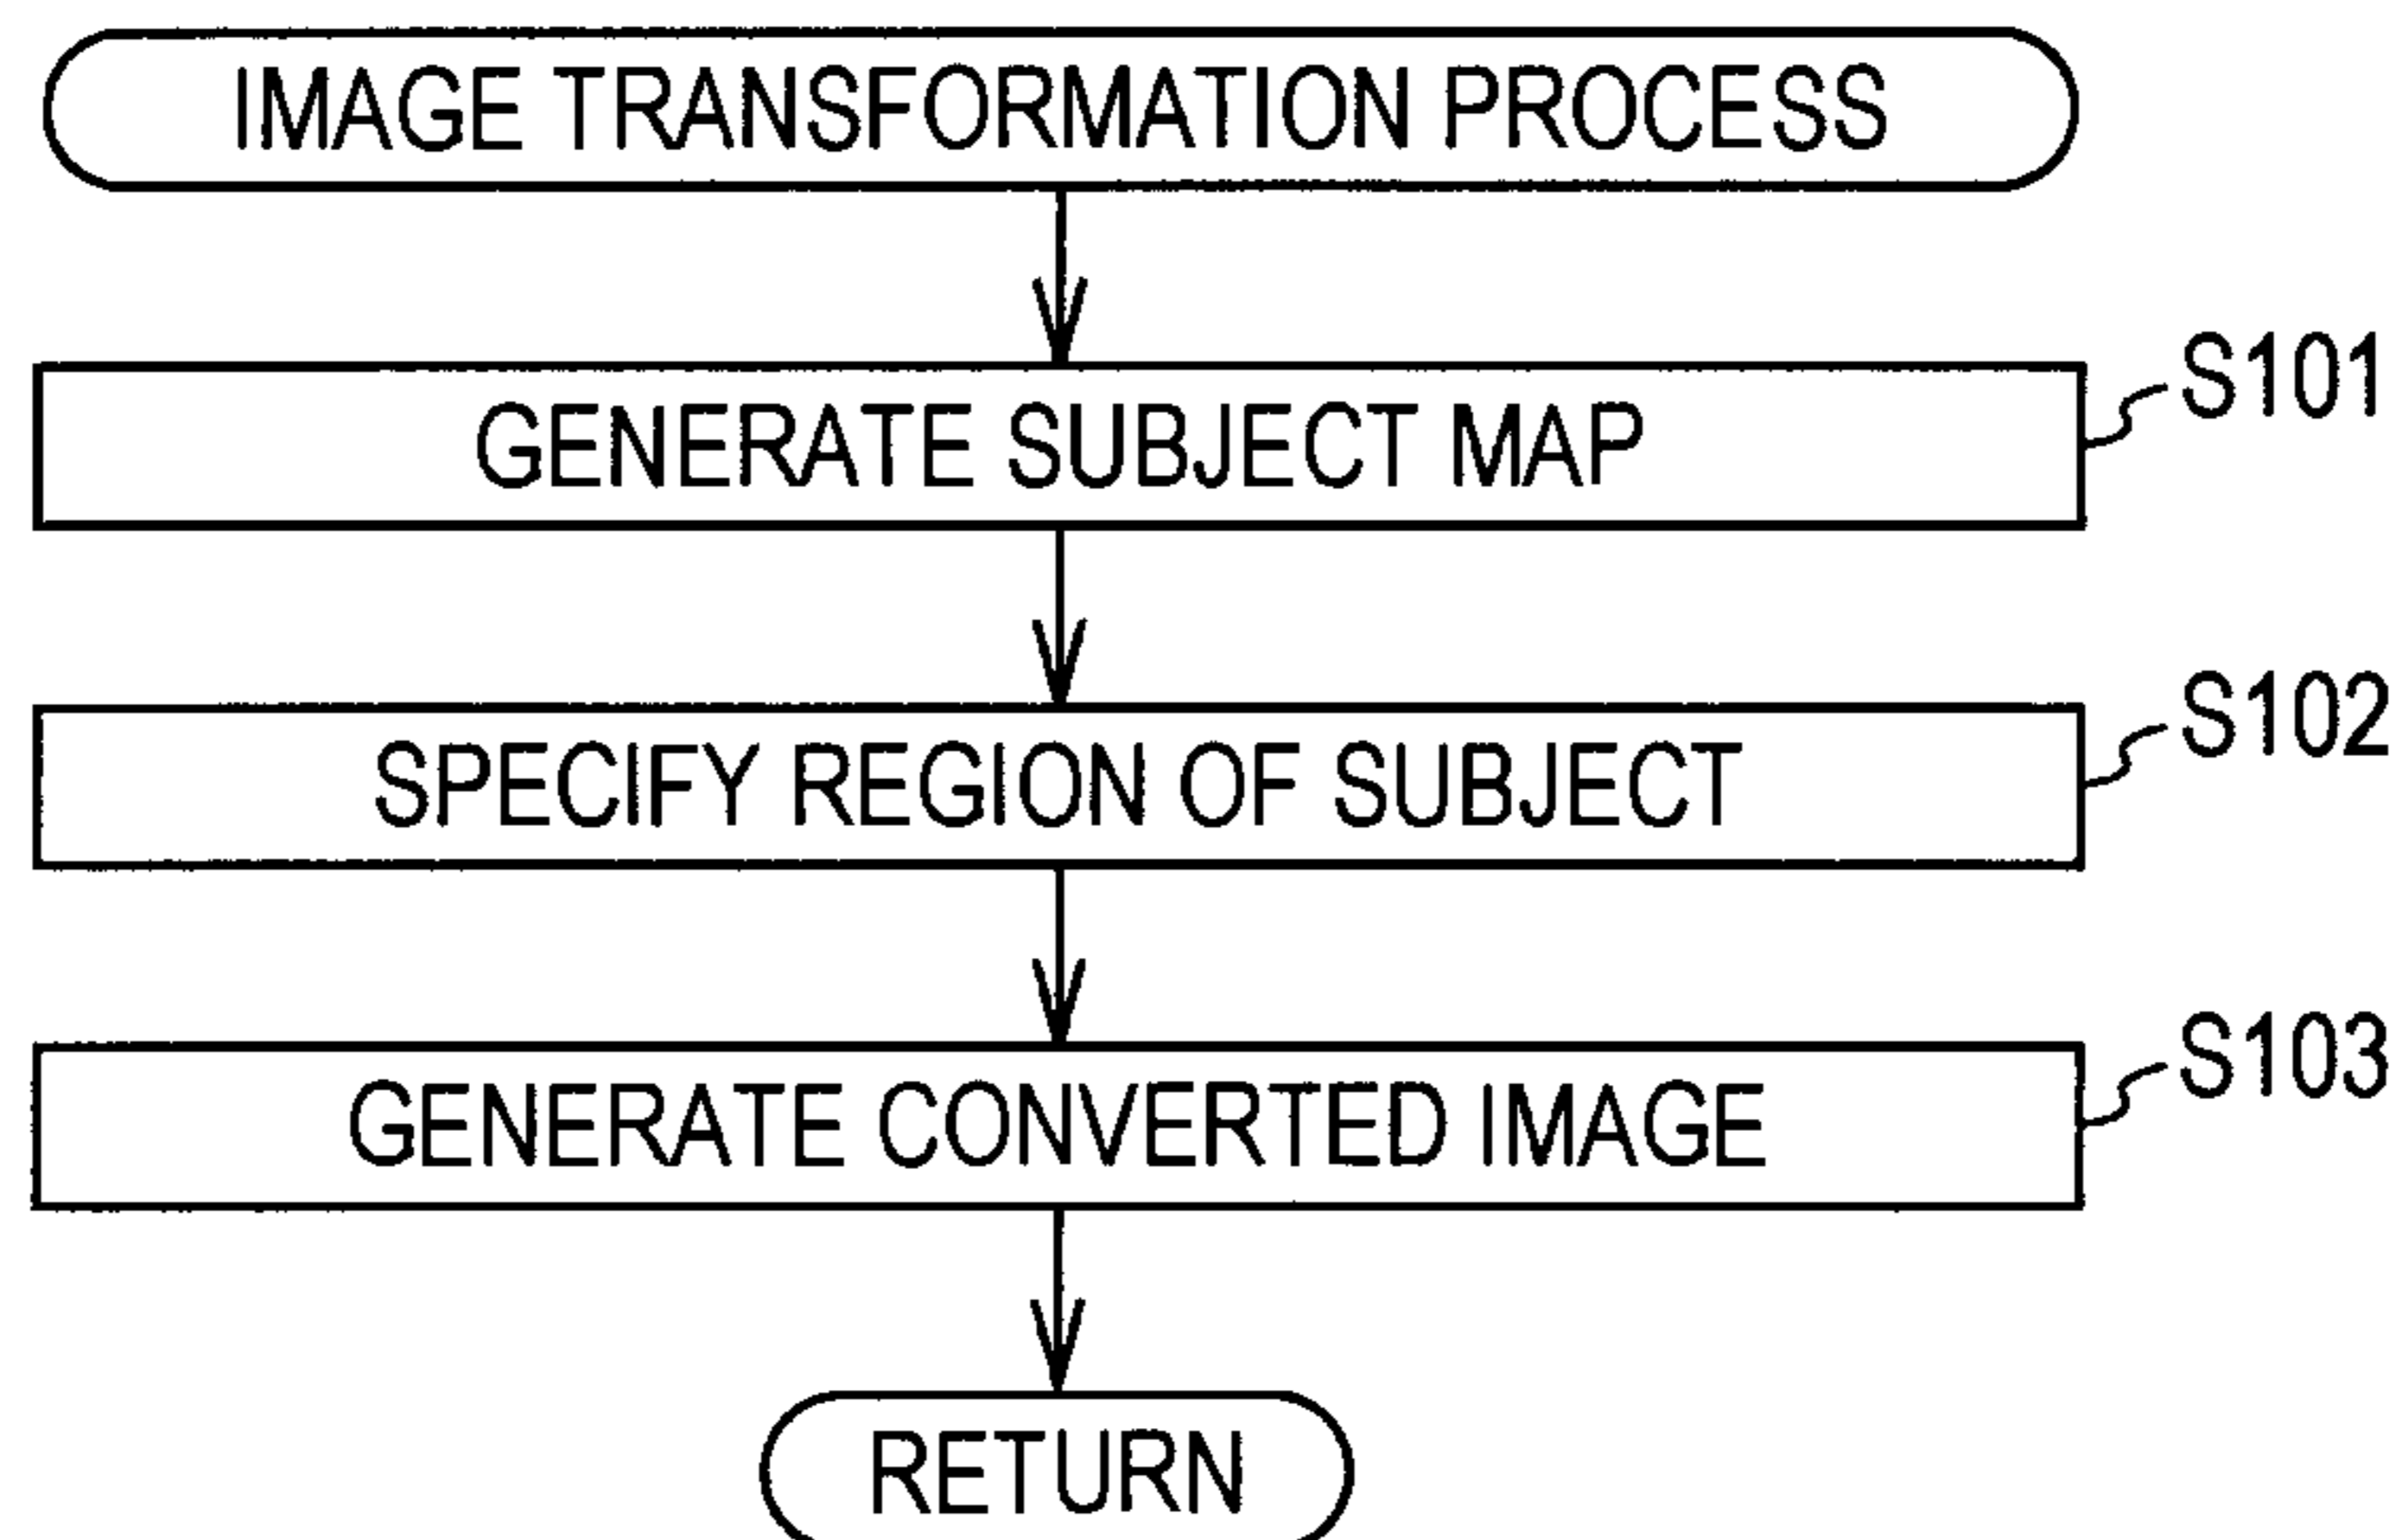 IMAGE TRANSFORMATION PROCESS
GENERATE SUBJECT MAP
S101
SPECIFY REGION OF SUBJECT
S102
GENERATE CONVERTED IMAGE
S103
RETURN